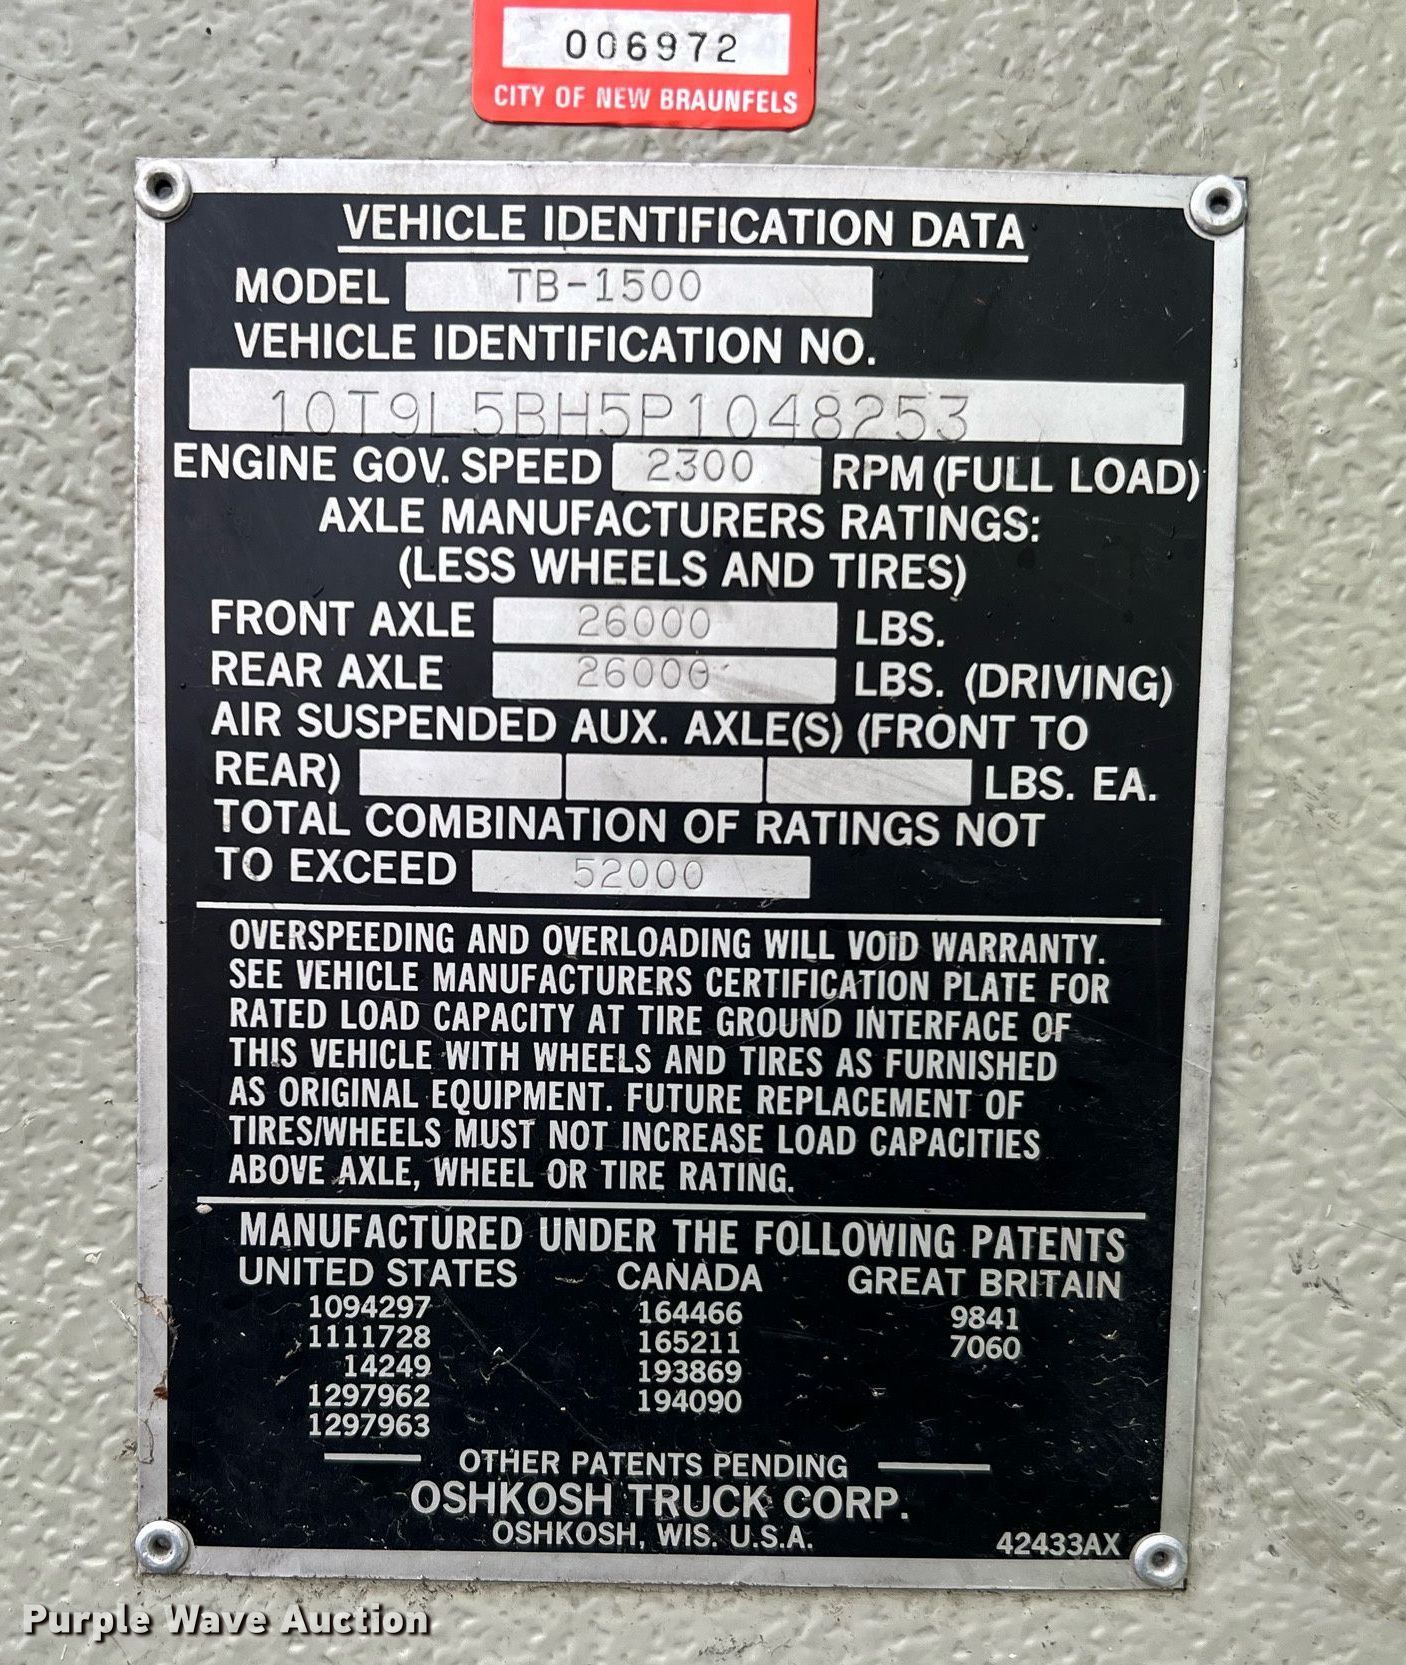 006972
CITY OF NEW BRAUNFELS
VEHICLE IDENTIFICATION DATA
MODEL TB-1500
VEHICLE IDENTIFICATION NO.
10T9L5BH5P1048253
ENGINE GOV. SPEED 2300 RPM (FULL LOAD)
AXLE MANUFACTURERS RATINGS:
(LESS WHEELS AND TIRES)
FRONT AXLE 26000 LBS.
REAR AXLE 26000 LBS. (DRIVING)
AIR SUSPENDED AUX. AXLE(S) (FRONT TO
REAR) LBS. EA.
TOTAL COMBINATION OF RATINGS NOT
TO EXCEED 52000
OVERSPEEDING AND OVERLOADING WILL VOID WARRANTY.
SEE VEHICLE MANUFACTURERS CERTIFICATION PLATE FOR
RATED LOAD CAPACITY AT TIRE GROUND INTERFACE OF
THIS VEHICLE WITH WHEELS AND TIRES AS FURNISHED
AS ORIGINAL EQUIPMENT. FUTURE REPLACEMENT OF
TIRES/WHEELS MUST NOT INCREASE LOAD CAPACITIES
ABOVE AXLE, WHEEL OR TIRE RATING.
MANUFACTURED UNDER THE FOLLOWING PATENTS
UNITED STATES CANADA GREAT BRITAIN
1094297 164466 9841
1111728 165211 7060
14249 193869
1297962 194090
1297963
OTHER PATENTS PENDING
OSHKOSH TRUCK CORP.
OSHKOSH, WIS. U.S.A. 42433AX
Purple Wave Auction